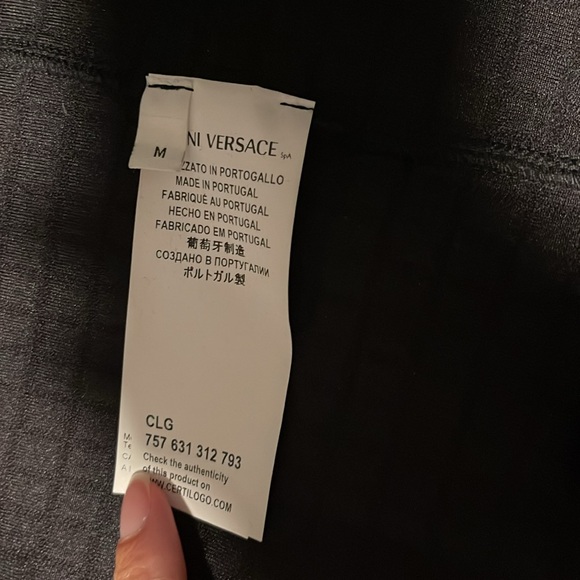 NI VERSACE SpA
M
ZZATO IN PORTOGALLO
MADE IN PORTUGAL
FABRIQUÉ AU PORTUGAL
HECHO EN PORTUGAL
FABRICADO EM PORTUGAL
葡萄牙制造
СОЗДАНО В ПОРТУГАЛИИ
ポルトガル製
CLG
757 631 312 793
Check the authenticity
of this product on
WWW.CERTILOGO.COM